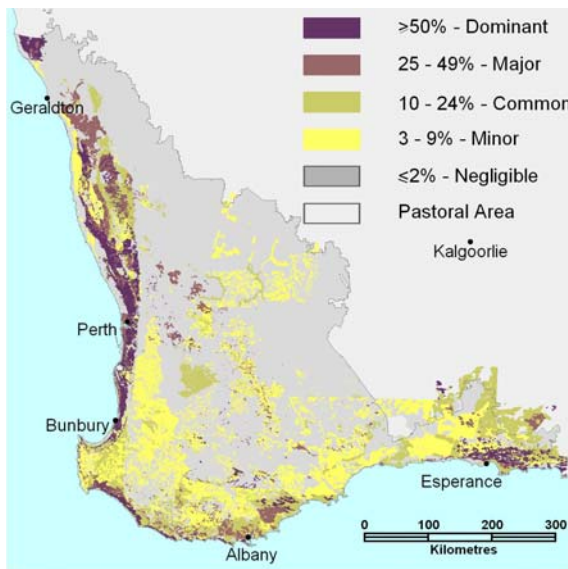 ≥50% - Dominant
25 - 49% - Major
10 - 24% - Common
3 - 9% - Minor
≤2% - Negligible
Pastoral Area
Geraldton
Kalgoorlie
Perth
Bunbury
Esperance
Albany
0 100 200 300
Kilometres